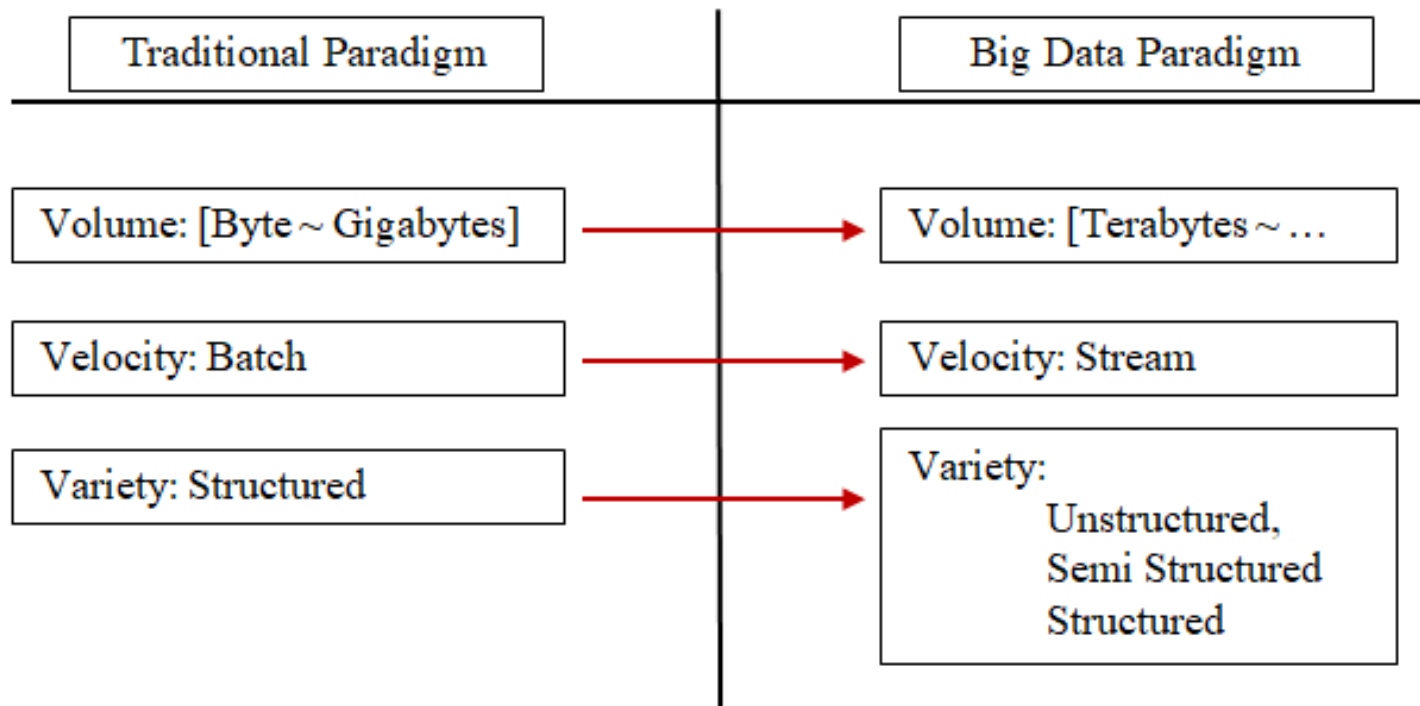 Traditional Paradigm
Big Data Paradigm
Volume: [Byte ~ Gigabytes]
Volume: [Terabytes ~ …
Velocity: Batch
Velocity: Stream
Variety: Structured
Variety:
Unstructured,
Semi Structured
Structured